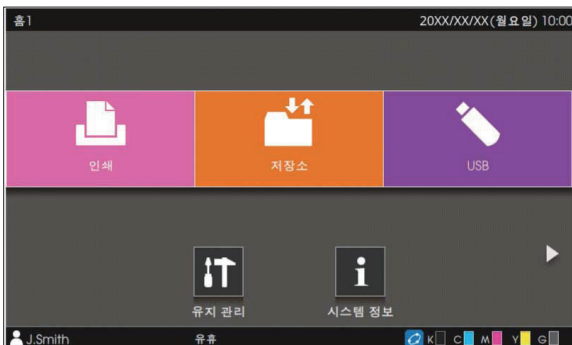 홈1 20XX/XX/XX(월요일) 10:00
인쇄 저장소 USB
유지 관리 시스템 정보
J.Smith 유휴 K C M Y G